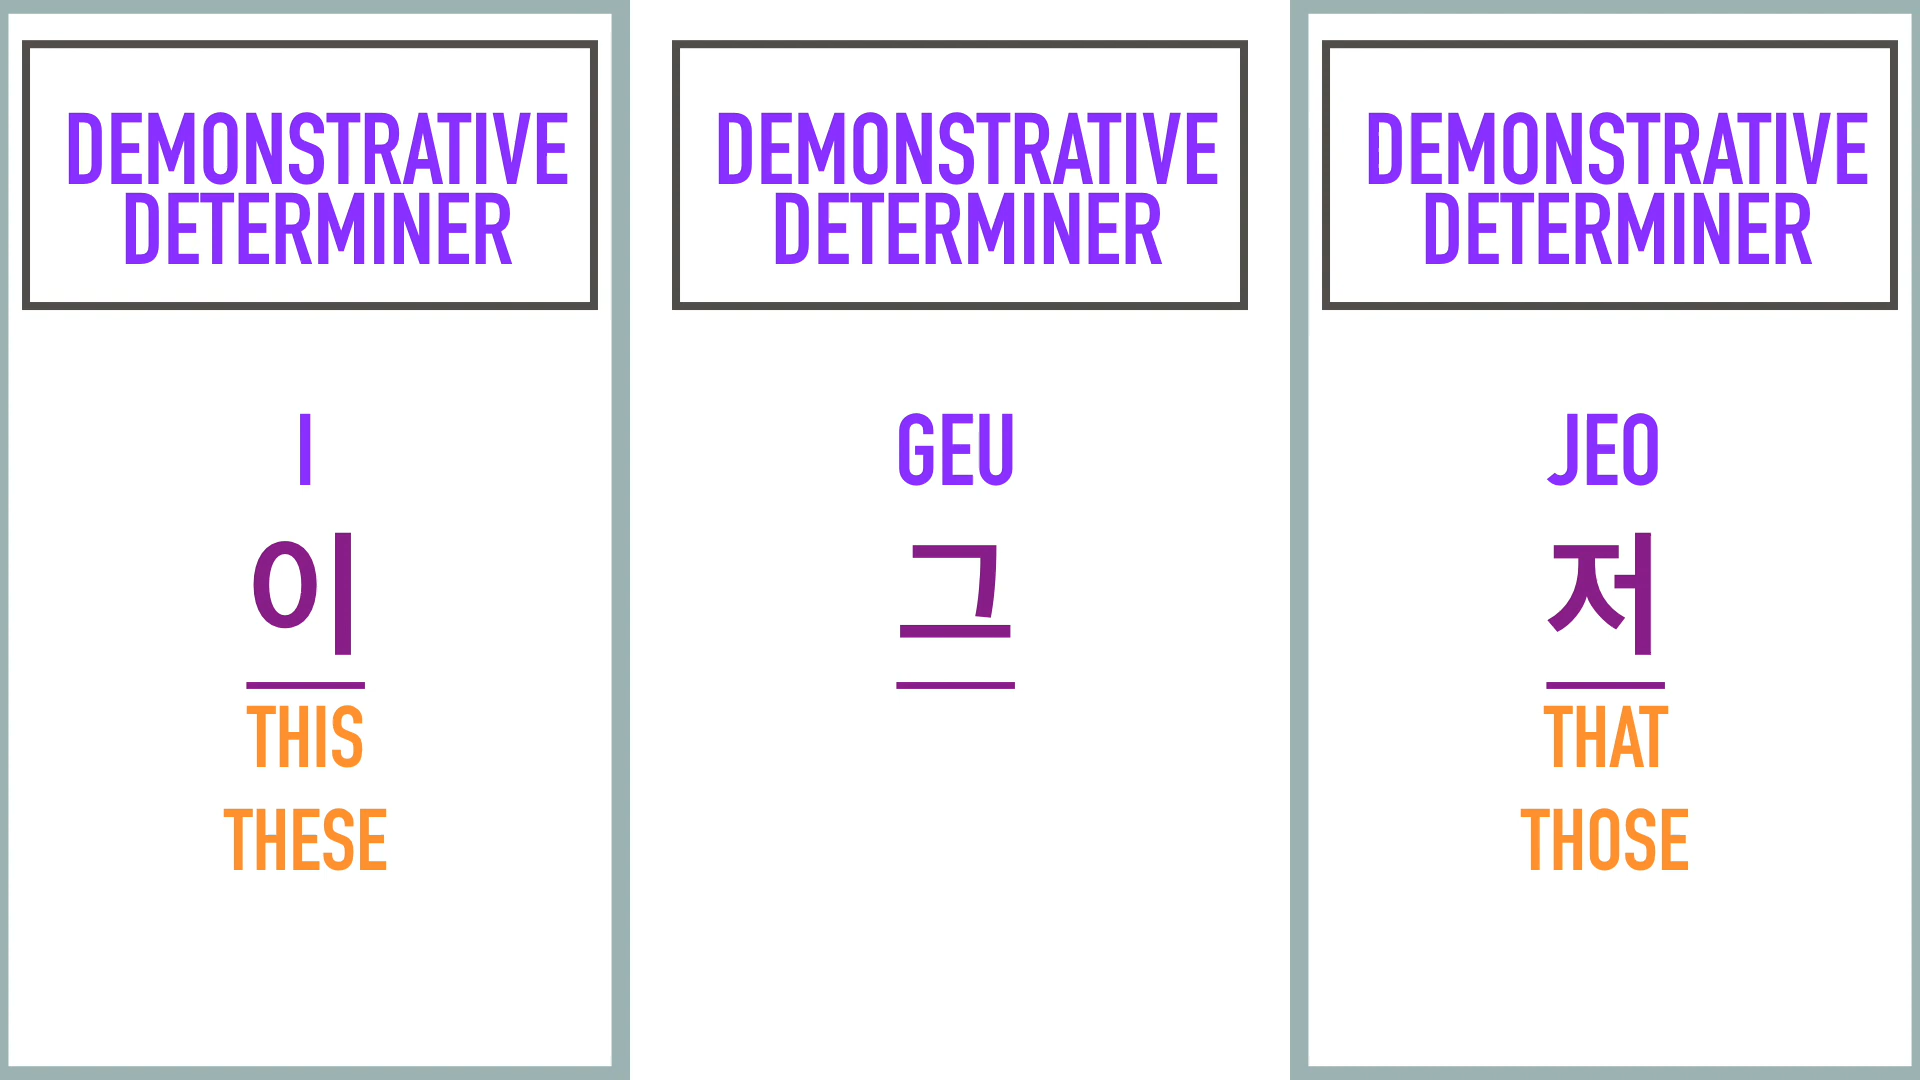 DEMONSTRATIVE
DETERMINER
I
이
THIS
THESE
DEMONSTRATIVE
DETERMINER
GEU
그
DEMONSTRATIVE
DETERMINER
JEO
저
THAT
THOSE